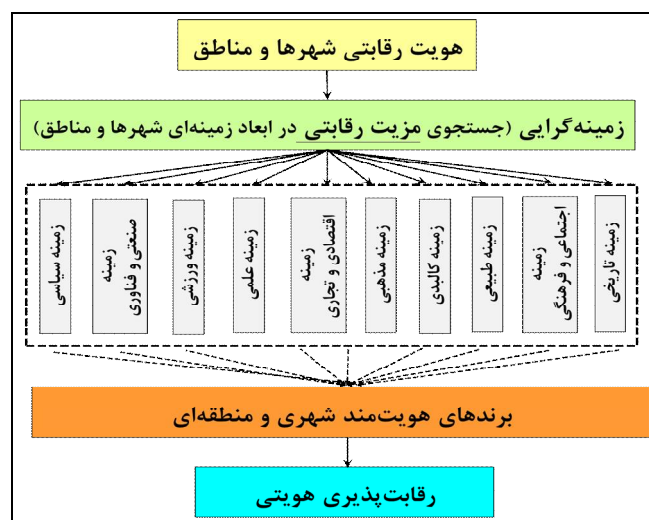 هویت رقابتی شهرها و مناطق
زمینه‌گرایی (جستجوی مزیت رقابتی در ابعاد زمینه‌ای شهرها و مناطق)
زمینه تاریخی
زمینه
اجتماعی و فرهنگی
زمینه طبیعی
زمینه کالبدی
زمینه مذهبی
زمینه
اقتصادی و تجاری
زمینه علمی
زمینه ورزشی
زمینه
صنعتی و فناوری
زمینه سیاسی
برندهای هویت‌مند شهری و منطقه‌ای
رقابت‌پذیری هویتی